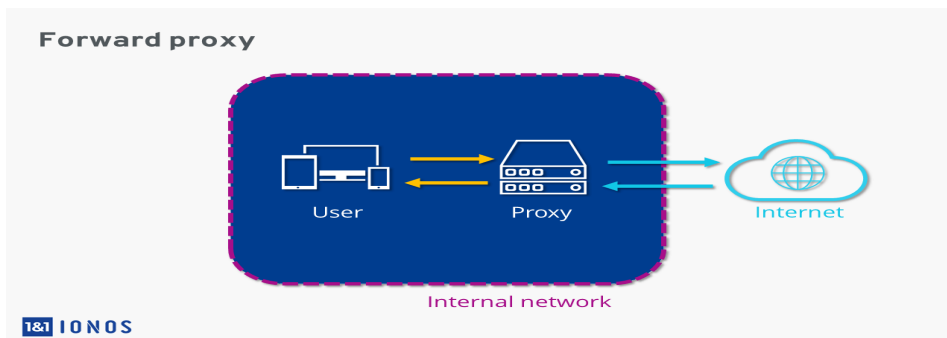 Forward proxy
User
Proxy
Internet
Internal network
1&1 IONOS